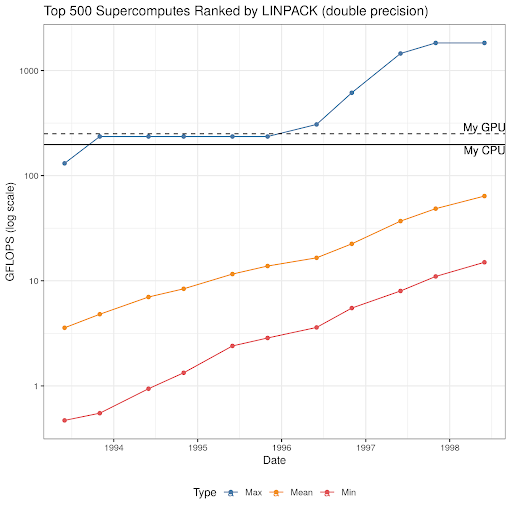 Top 500 Supercomputes Ranked by LINPACK (double precision)
1000
100
10
1
GFLOPS (log scale)
My GPU
My CPU
1994 1995 1996 1997 1998
Date
Type Max Mean Min